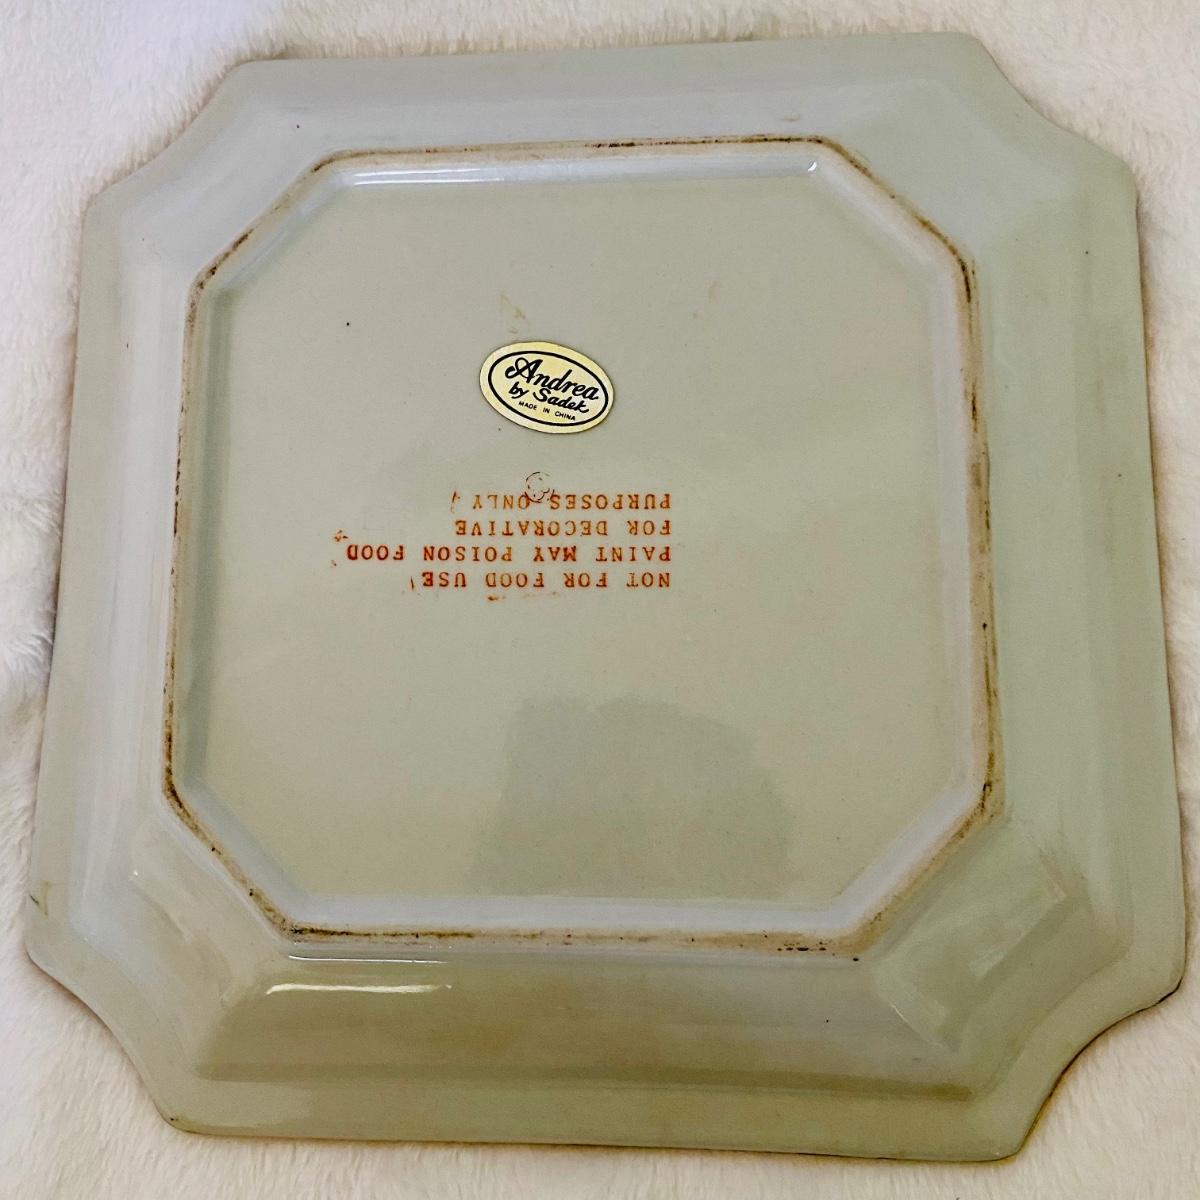 Andrea
by Sadek
MADE IN CHINA
NOT FOR FOOD USE
PAINT MAY POISON FOOD
FOR DECORATIVE
PURPOSES ONLY